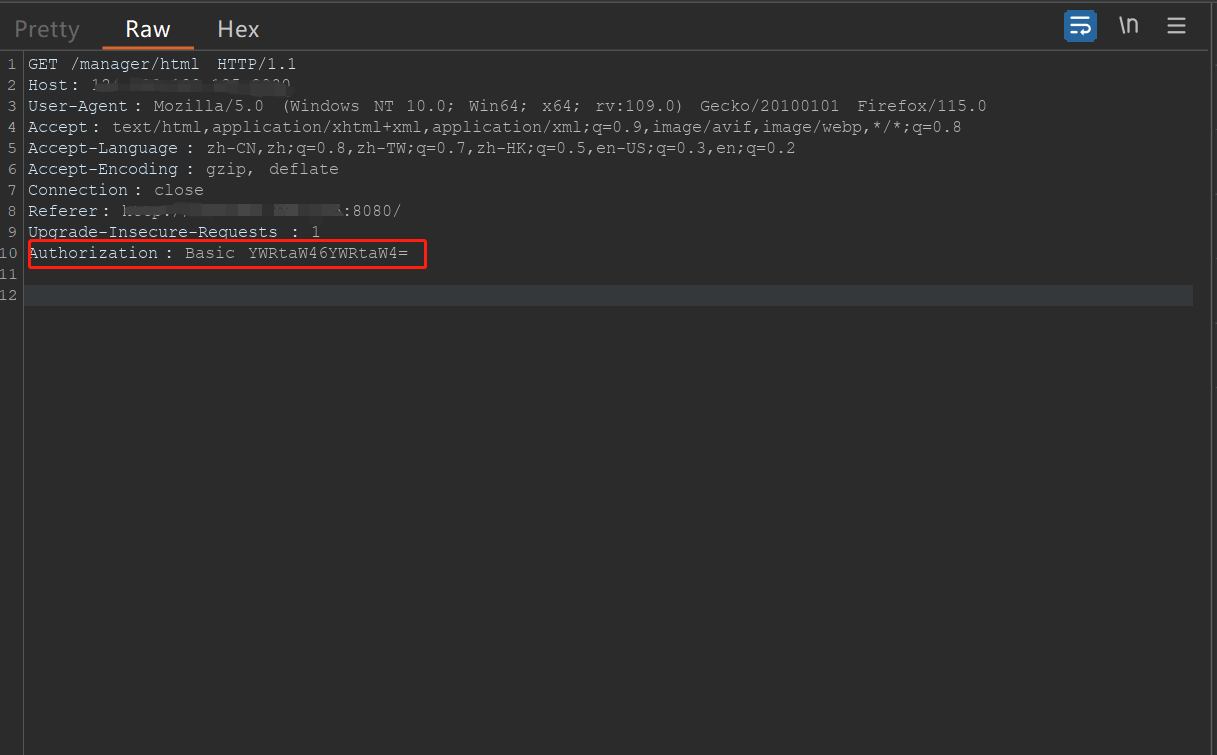 Pretty Raw Hex \n
1 GET /manager/html HTTP/1.1
2 Host:
3 User-Agent: Mozilla/5.0 (Windows NT 10.0; Win64; x64; rv:109.0) Gecko/20100101 Firefox/115.0
4 Accept: text/html,application/xhtml+xml,application/xml;q=0.9,image/avif,image/webp,*/*;q=0.8
5 Accept-Language : zh-CN,zh;q=0.8,zh-TW;q=0.7,zh-HK;q=0.5,en-US;q=0.3,en;q=0.2
6 Accept-Encoding : gzip, deflate
7 Connection : close
8 Referer: :8080/
9 Upgrade-Insecure-Requests : 1
10 Authorization : Basic YWRtaW46YWRtaW4=
11
12